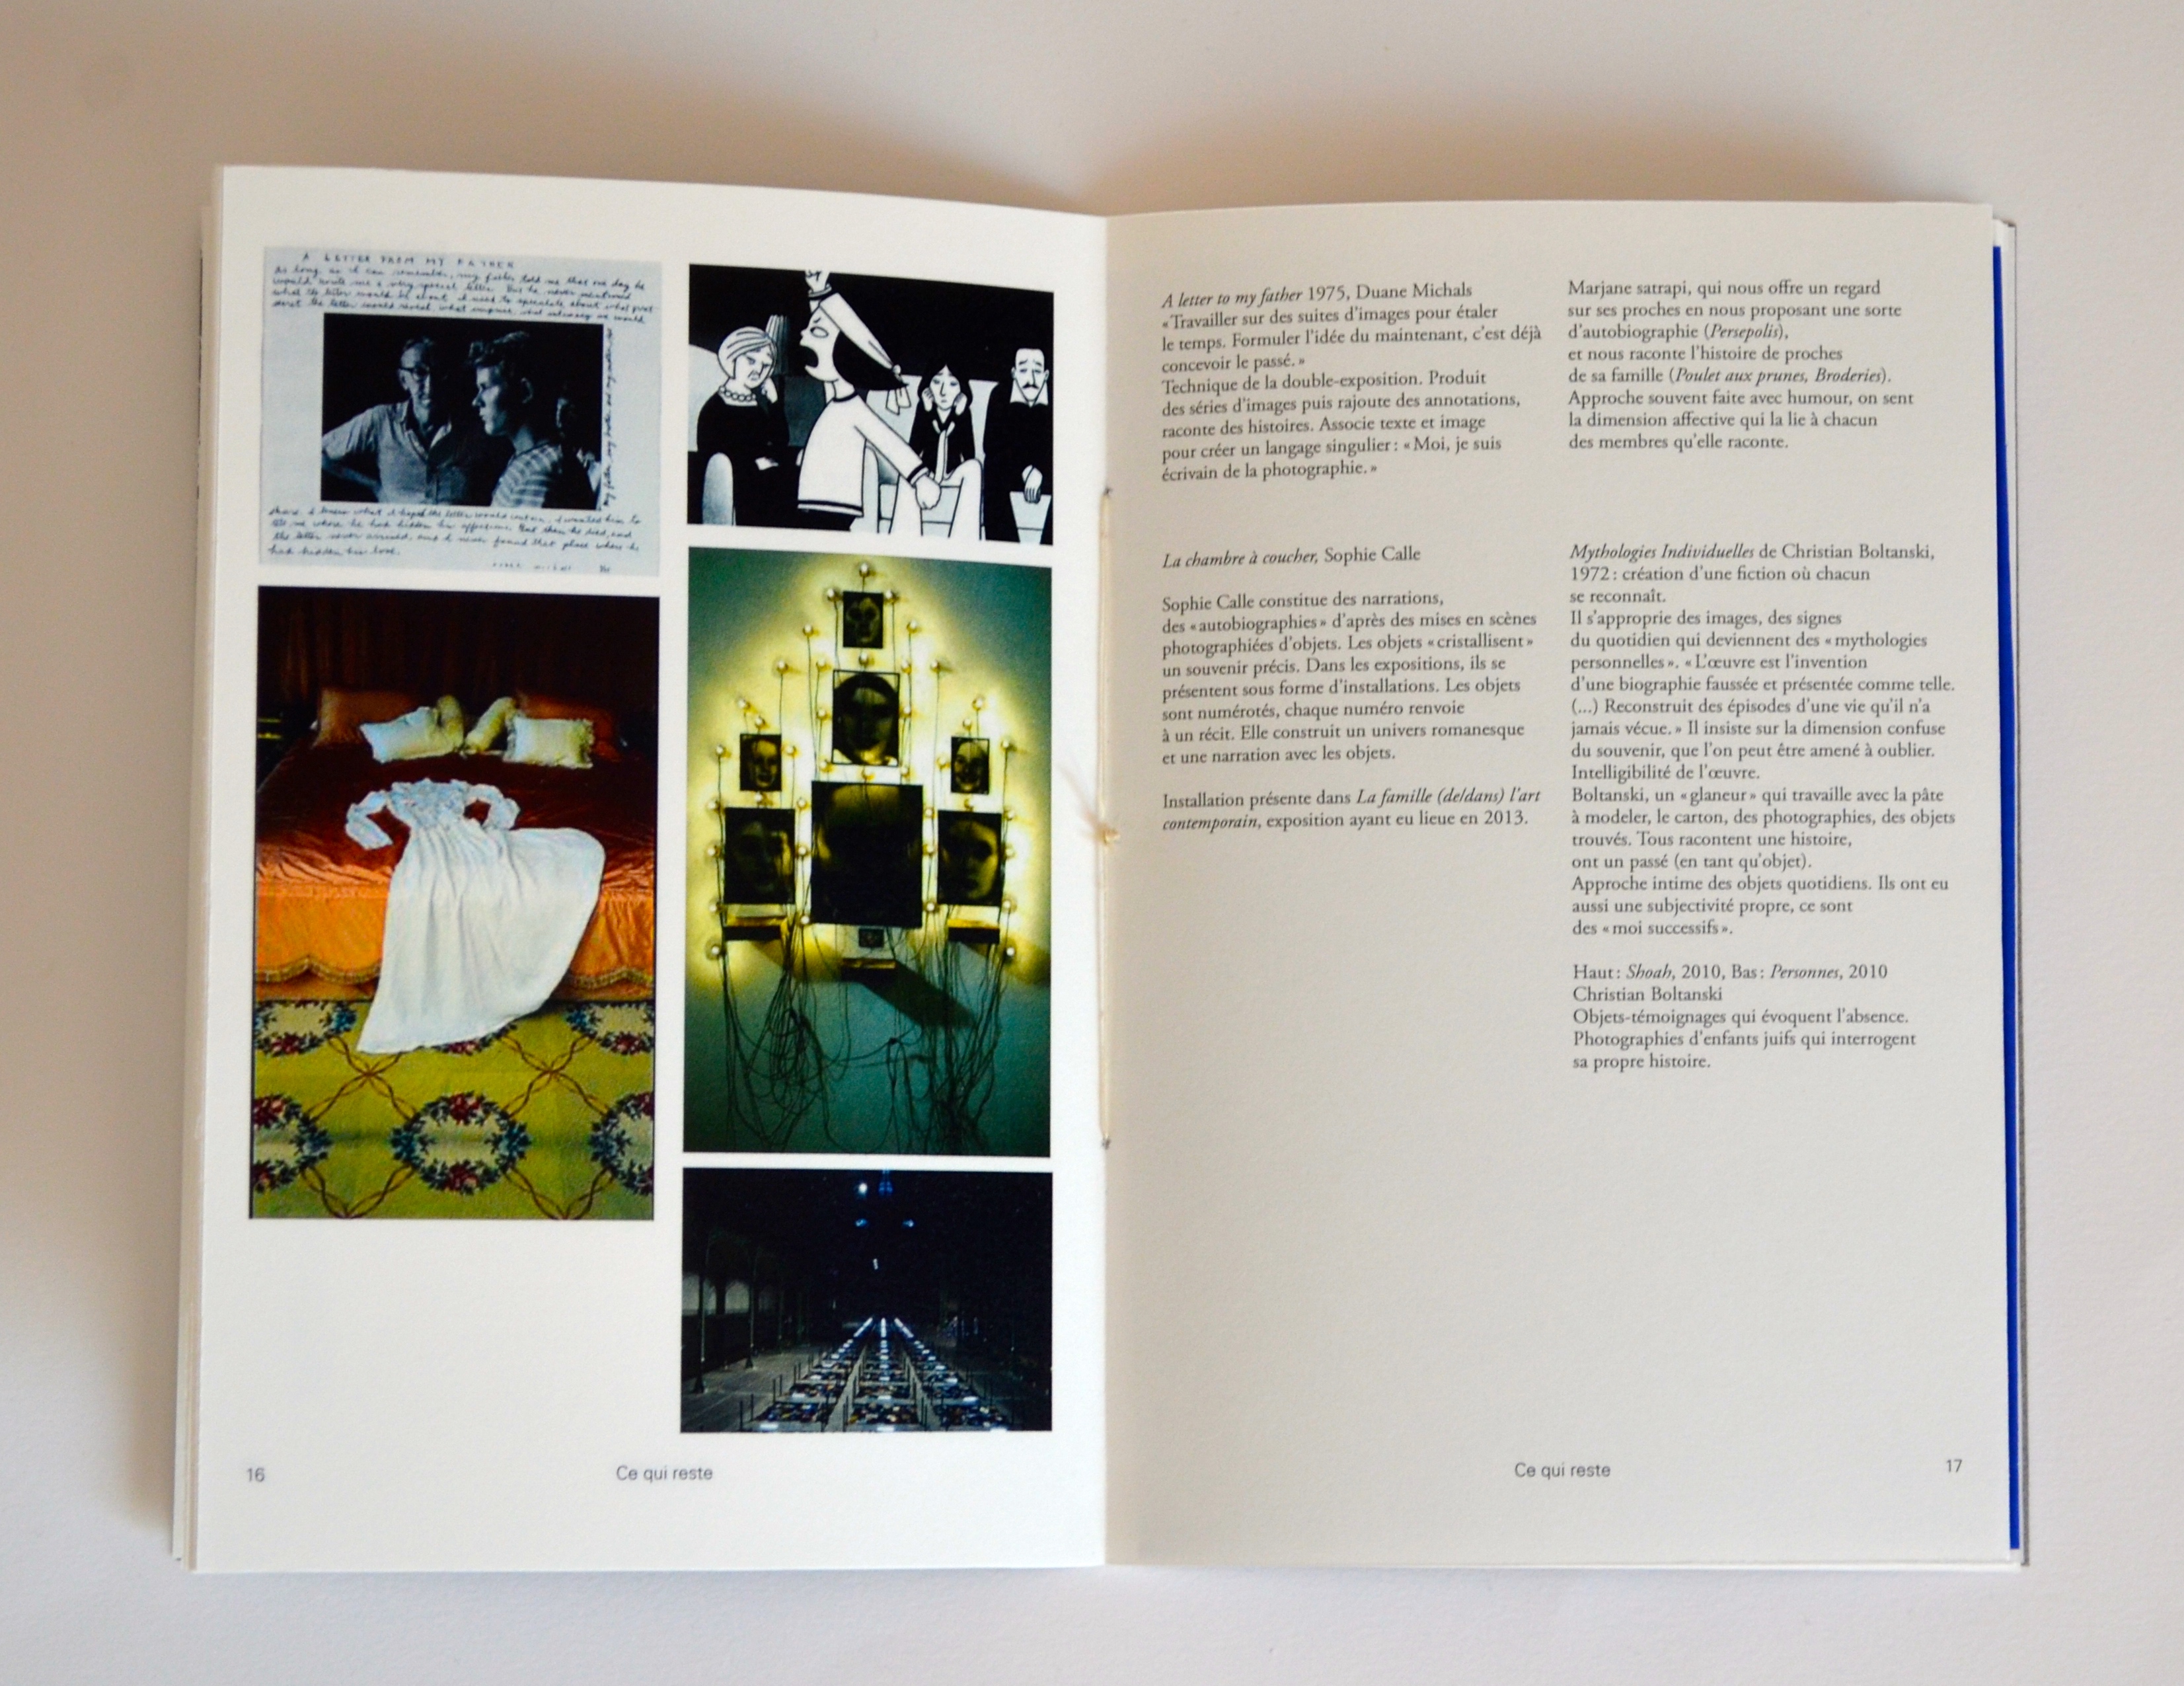 A LETTER FROM MY FATHER
As long as I can remember, my father told me that one day he
would write me a very special letter. But he never
what the letter would be about. I used to speculate about what
secret the letter would reveal, what
my father, my brother and my
share. I knew what I hoped the letter would contain. I wanted him to
tell me where he had hidden his affections. But then he died, and
the letter never arrived, and I never found that place where he
had hidden his love.
16
Ce qui reste
A letter to my father 1975, Duane Michals
« Travailler sur des suites d'images pour étaler
le temps. Formuler l'idée du maintenant, c'est déjà
concevoir le passé. »
Technique de la double-exposition. Produit
des séries d'images puis rajoute des annotations,
raconte des histoires. Associe texte et image
pour créer un langage singulier : « Moi, je suis
écrivain de la photographie. »
La chambre à coucher, Sophie Calle
Sophie Calle constitue des narrations,
des « autobiographies » d'après des mises en scènes
photographiées d'objets. Les objets « cristallisent »
un souvenir précis. Dans les expositions, ils se
présentent sous forme d'installations. Les objets
sont numérotés, chaque numéro renvoie
à un récit. Elle construit un univers romanesque
et une narration avec les objets.
Installation présente dans La famille (de/dans) l'art
contemporain, exposition ayant eu lieue en 2013.
Marjane satrapi, qui nous offre un regard
sur ses proches en nous proposant une sorte
d'autobiographie (Persepolis),
et nous raconte l'histoire de proches
de sa famille (Poulet aux prunes, Broderies).
Approche souvent faite avec humour, on sent
la dimension affective qui la lie à chacun
des membres qu'elle raconte.
Mythologies Individuelles de Christian Boltanski,
1972 : création d'une fiction où chacun
se reconnaît.
Il s'approprie des images, des signes
du quotidien qui deviennent des « mythologies
personnelles ». « L'œuvre est l'invention
d'une biographie faussée et présentée comme telle.
(...) Reconstruit des épisodes d'une vie qu'il n'a
jamais vécue. » Il insiste sur la dimension confuse
du souvenir, que l'on peut être amené à oublier.
Intelligibilité de l'œuvre.
Boltanski, un « glaneur » qui travaille avec la pâte
à modeler, le carton, des photographies, des objets
trouvés. Tous racontent une histoire,
ont un passé (en tant qu'objet).
Approche intime des objets quotidiens. Ils ont eu
aussi une subjectivité propre, ce sont
des « moi successifs ».
Haut : Shoah, 2010, Bas : Personnes, 2010
Christian Boltanski
Objets-témoignages qui évoquent l'absence.
Photographies d'enfants juifs qui interrogent
sa propre histoire.
Ce qui reste
17